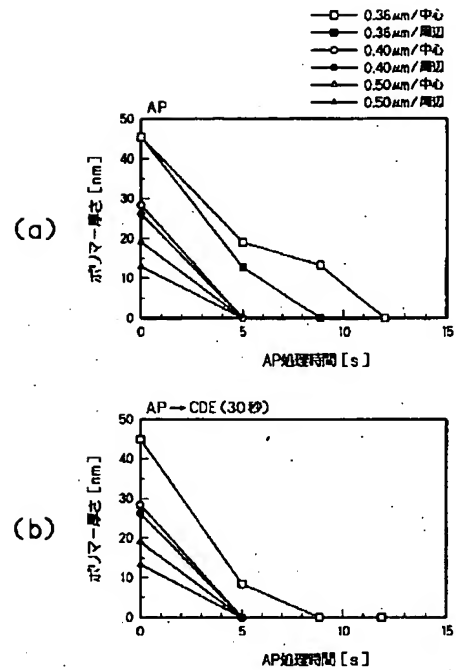 0.36μm/中心
0.36μm/周辺
0.40μm/中心
0.40μm/周辺
0.50μm/中心
0.50μm/周辺
(a)
AP
ポリマー厚さ [nm]
50
40
30
20
10
0
0 5 10 15
AP処理時間 [s]
(b)
AP → CDE (30秒)
ポリマー厚さ [nm]
50
40
30
20
10
0
0 5 10 15
AP処理時間 [s]